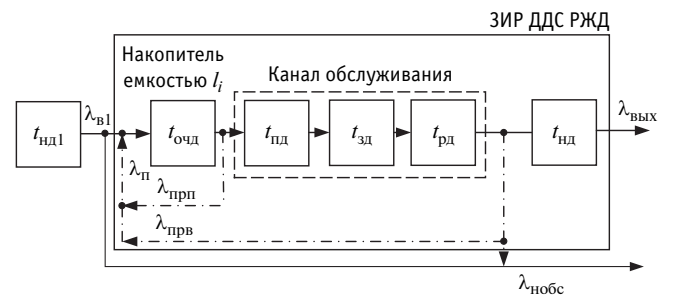 ЗИР ДДС РЖД
Накопитель
емкостью li
Канал обслуживания
tнд1
λв1
tочд
tпд
tзд
tрд
tнд
λвых
λп
λпрп
λпрв
λнобс